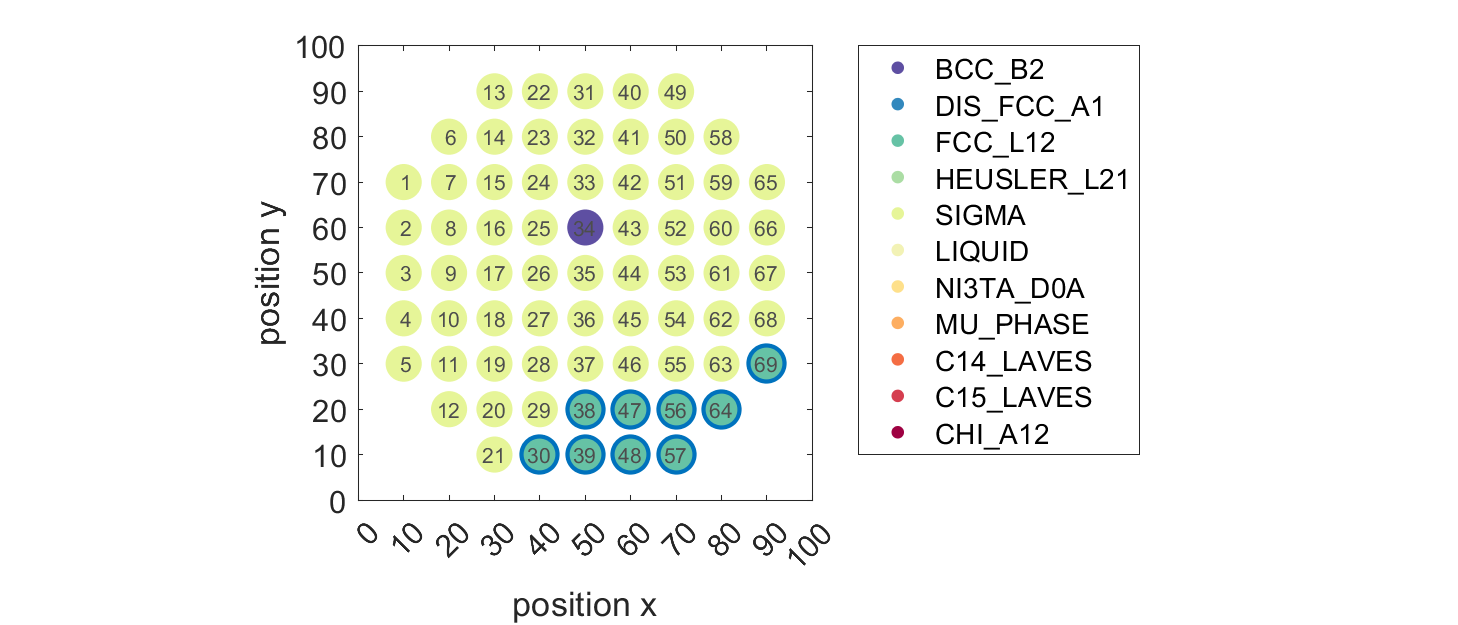 100
90 13 22 31 40 49
80 6 14 23 32 41 50 58
70 1 7 15 24 33 42 51 59 65
60 2 8 16 25 34 43 52 60 66
50 3 9 17 26 35 44 53 61 67
40 4 10 18 27 36 45 54 62 68
30 5 11 19 28 37 46 55 63 69
20 12 20 29 38 47 56 64
10 21 30 39 48 57
0
position y
0 10 20 30 40 50 60 70 80 90 100
position x
BCC_B2
DIS_FCC_A1
FCC_L12
HEUSLER_L21
SIGMA
LIQUID
NI3TA_D0A
MU_PHASE
C14_LAVES
C15_LAVES
CHI_A12